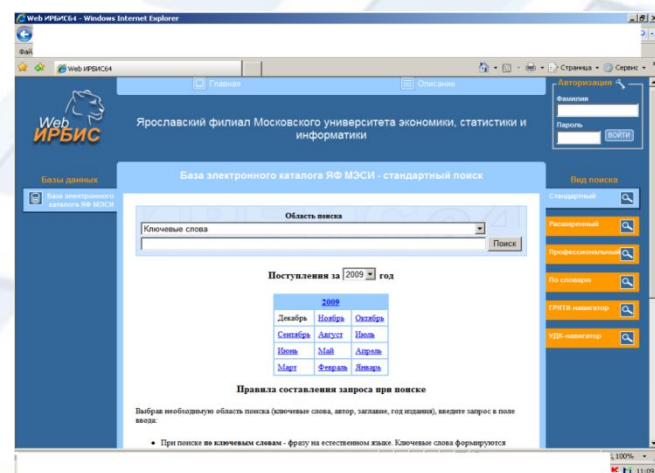 Web ИРБИС64 - Windows Internet Explorer
Фай
Web ИРБИС64
Страница
Сервис
Главная
Описание
Авторизация
Фамилия
Пароль
ВОЙТИ
Web
ИРБИС
Ярославский филиал Московского университета экономики, статистики и
информатики
Базы данных
База электронного
каталога ЯФ МЭСИ
База электронного каталога ЯФ МЭСИ - стандартный поиск
Вид поиска
Стандартный
Расширенный
Профессиональный
По словарю
ГРНТИ-навигатор
УДК-навигатор
Область поиска
Ключевые слова
Поиск
Поступления за 2009 год
2009
Декабрь Ноябрь Октябрь
Сентябрь Август Июль
Июнь Май Апрель
Март Февраль Январь
Правила составления запроса при поиске
Выбрав необходимую область поиска (ключевые слова, автор, заглавие, год издания), введите запрос в поле
ввода:
• При поиске по ключевым словам - фразу на естественном языке. Ключевые слова формируются
100%
11:09